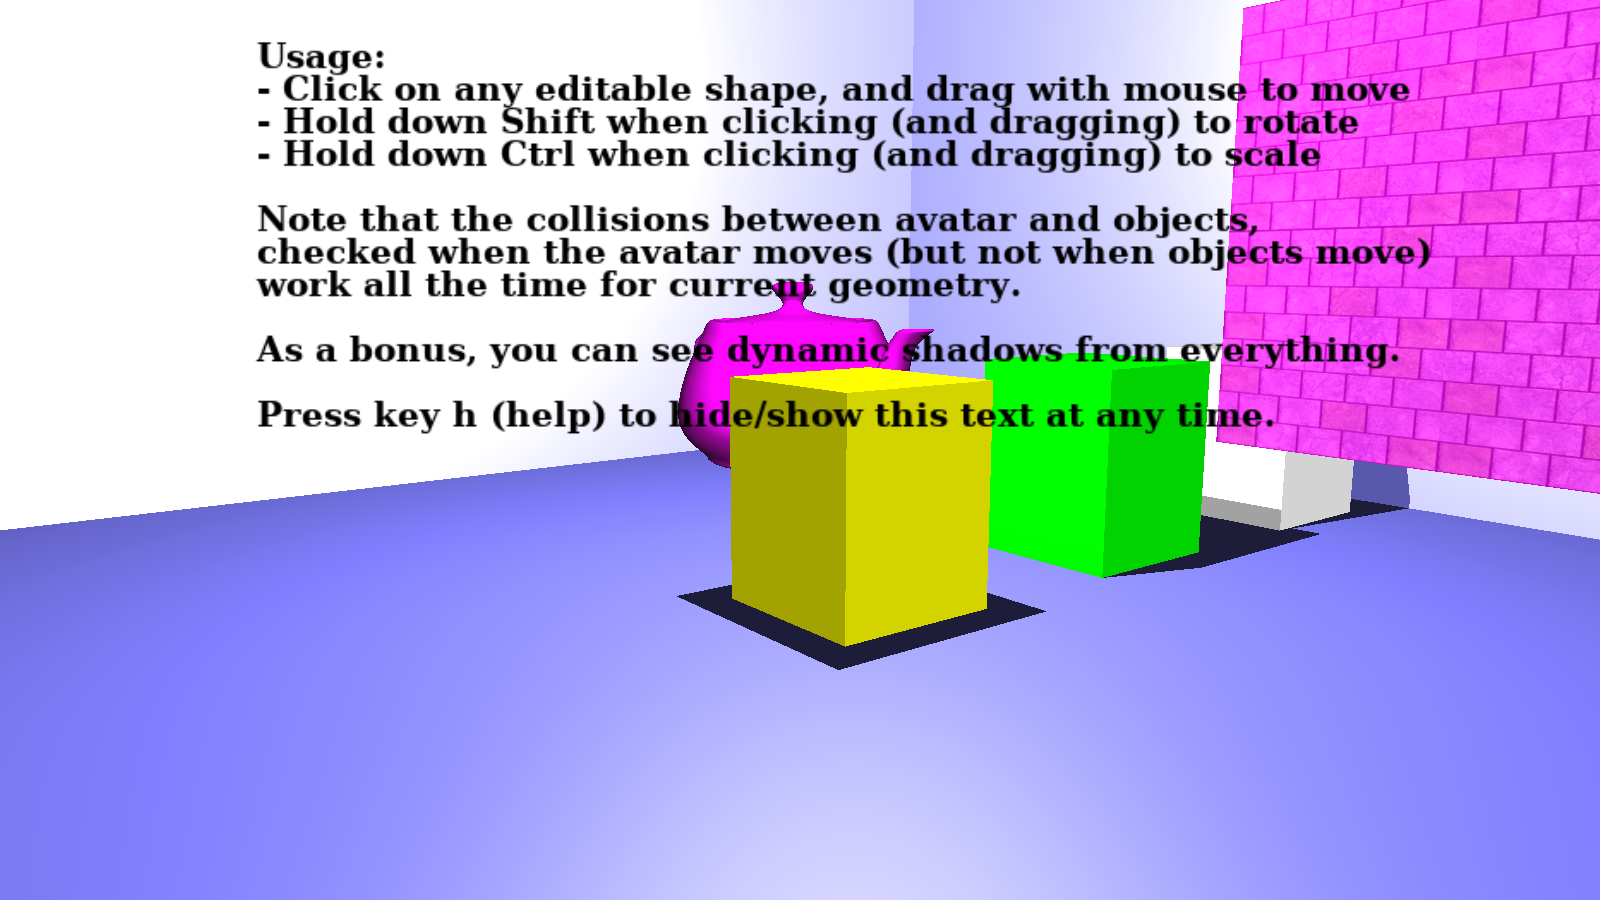 Usage:
- Click on any editable shape, and drag with mouse to move
- Hold down Shift when clicking (and dragging) to rotate
- Hold down Ctrl when clicking (and dragging) to scale
Note that the collisions between avatar and objects,
checked when the avatar moves (but not when objects move)
work all the time for current geometry.
As a bonus, you can see dynamic shadows from everything.
Press key h (help) to hide/show this text at any time.